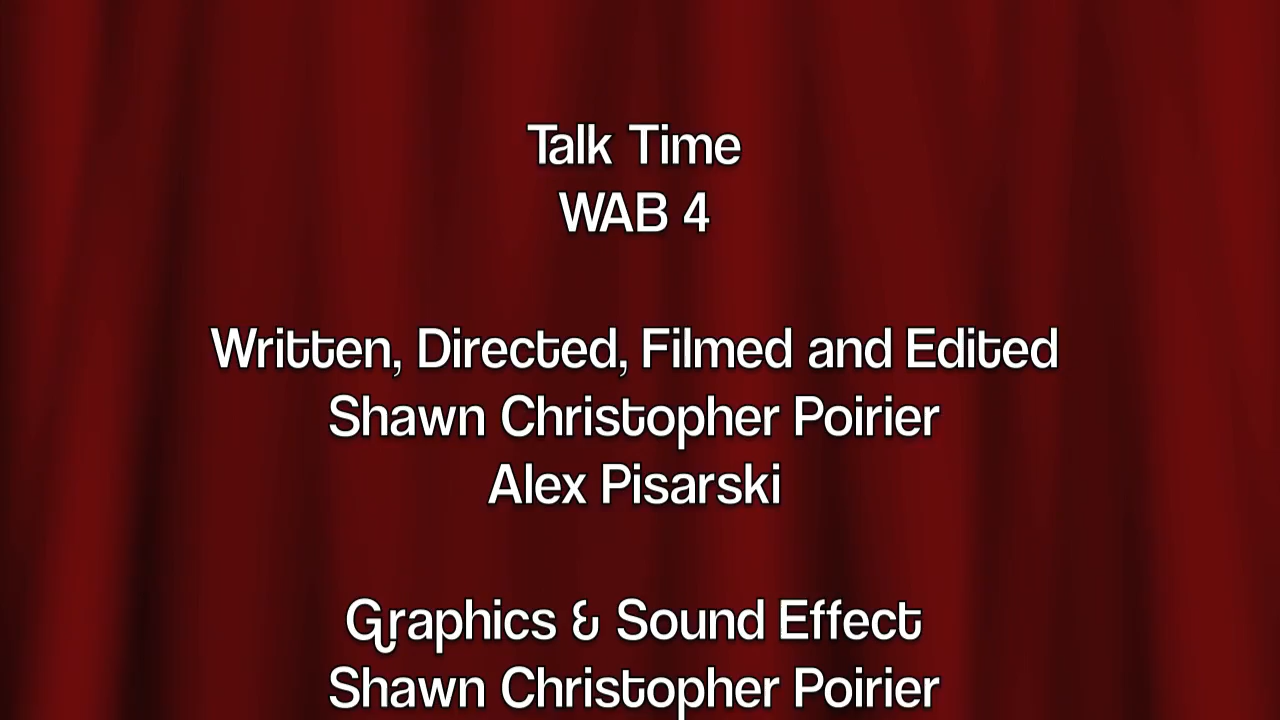 Talk Time
WAB 4
Written, Directed, Filmed and Edited
Shawn Christopher Poirier
Alex Pisarski
Graphics & Sound Effect
Shawn Christopher Poirier